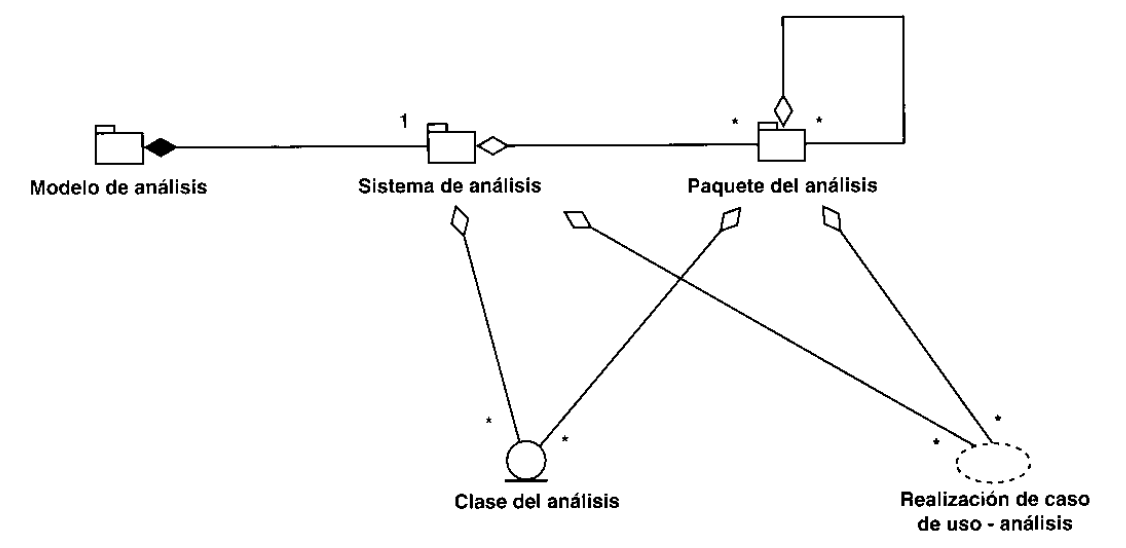 1
*
*
Modelo de análisis
Sistema de análisis
Paquete del análisis
*
*
*
*
Clase del análisis
Realización de caso
de uso - análisis